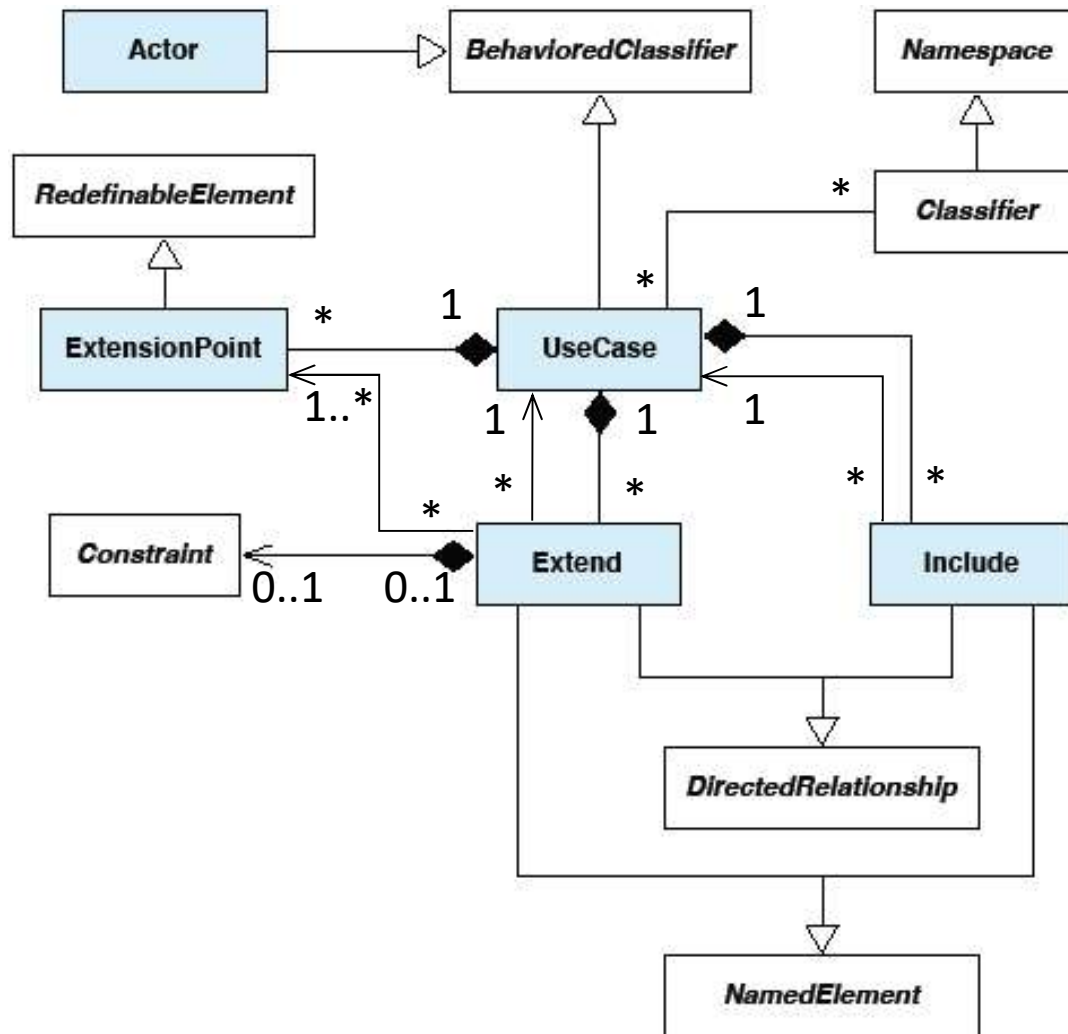 Actor
BehavioredClassifier
Namespace
RedefinableElement
*
Classifier
*
1
*
1
ExtensionPoint
UseCase
1..*
1
1
1
*
*
*
*
*
Constraint
Extend
Include
0..1
0..1
DirectedRelationship
NamedElement